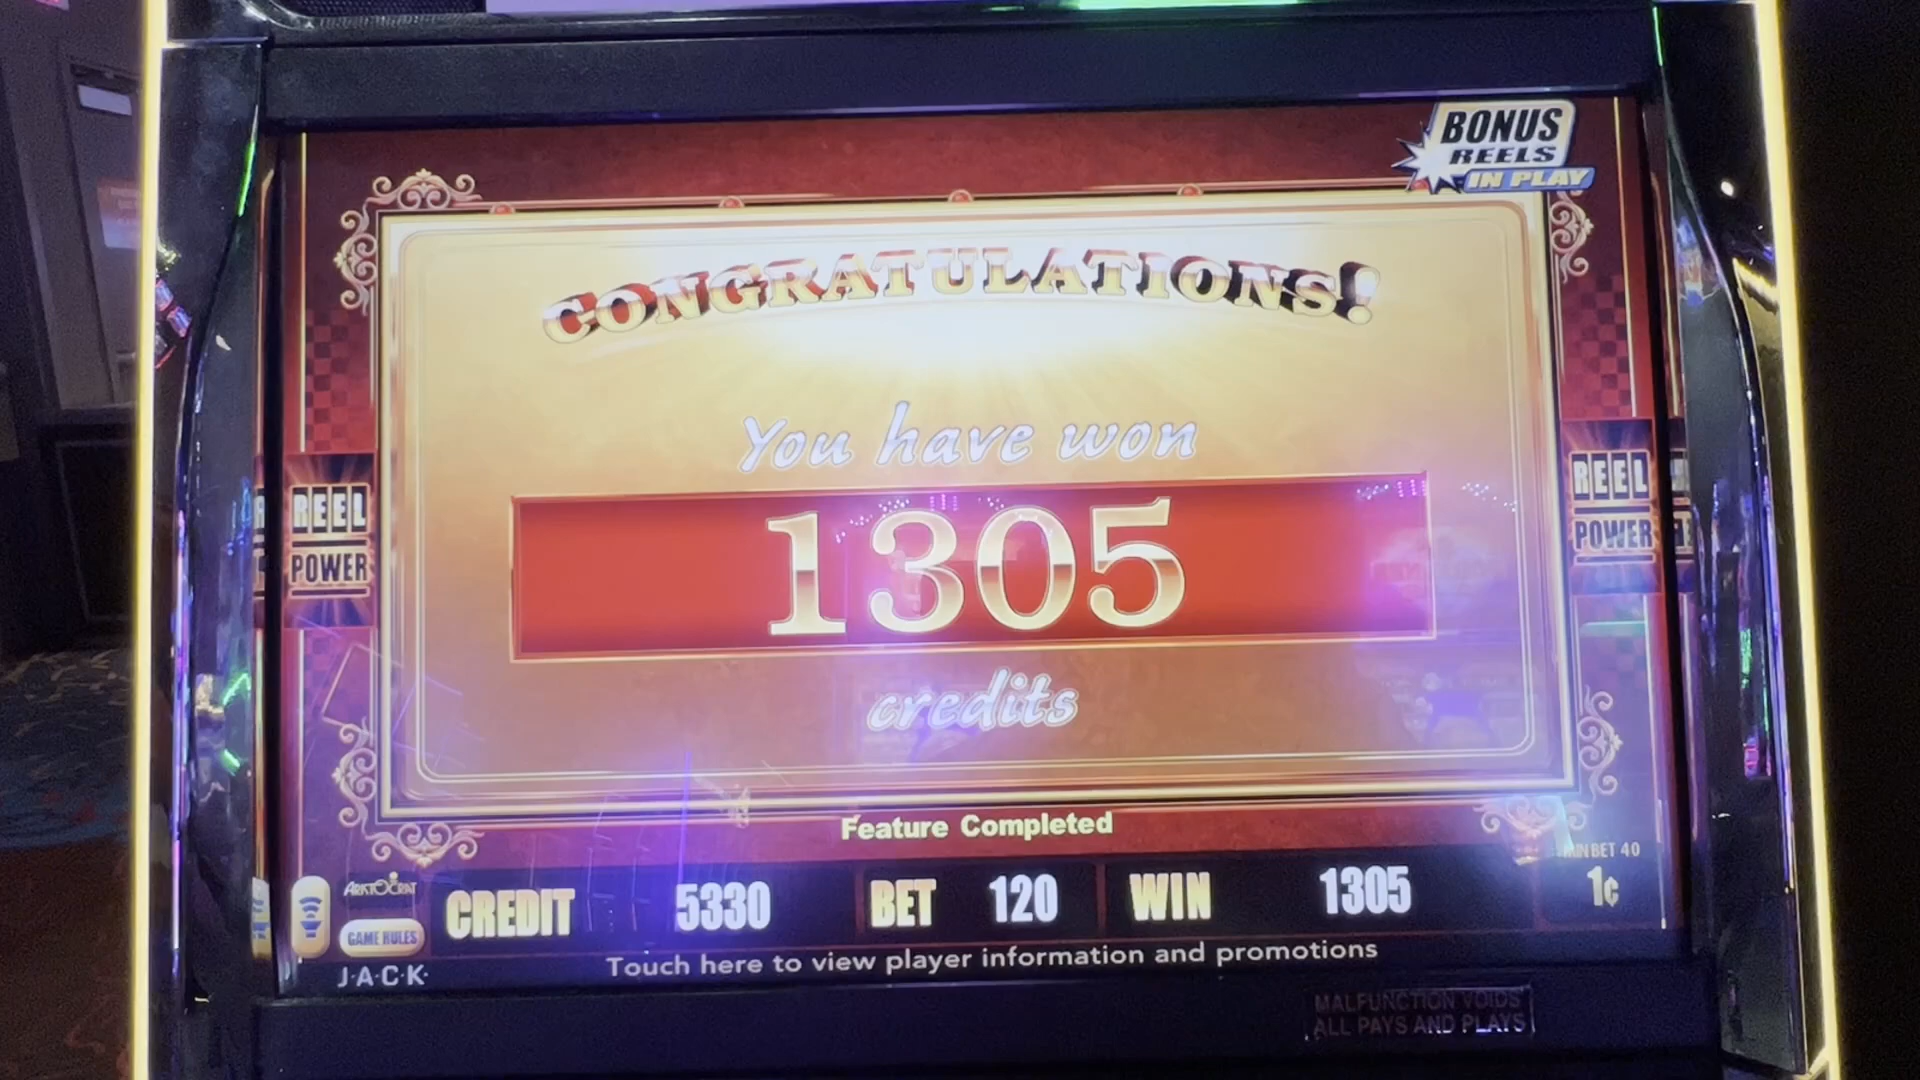 BONUS
REELS
IN PLAY
CONGRATULATIONS!
You have won
1305
credits
REEL
POWER
REEL
POWER
Feature Completed
MIN BET 40
ARISTOCRAT
GAME RULES
CREDIT 5330 BET 120 WIN 1305 1¢
J·A·C·K·
Touch here to view player information and promotions
MALFUNCTION VOIDS
ALL PAYS AND PLAYS